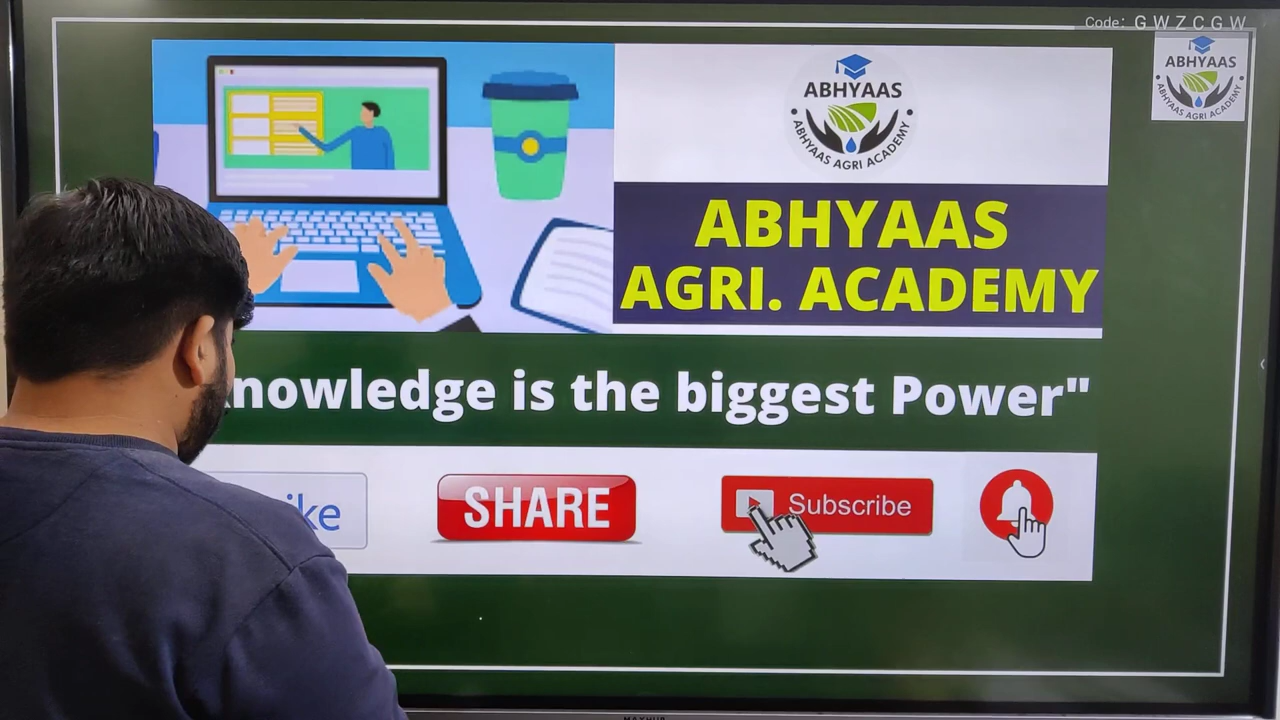 Code: GWZCGW
ABHYAAS
ABHYAAS AGRI ACADEMY
ABHYAAS
ABHYAAS AGRI ACADEMY
ABHYAAS
AGRI. ACADEMY
nowledge is the biggest Power"
ike
SHARE
Subscribe